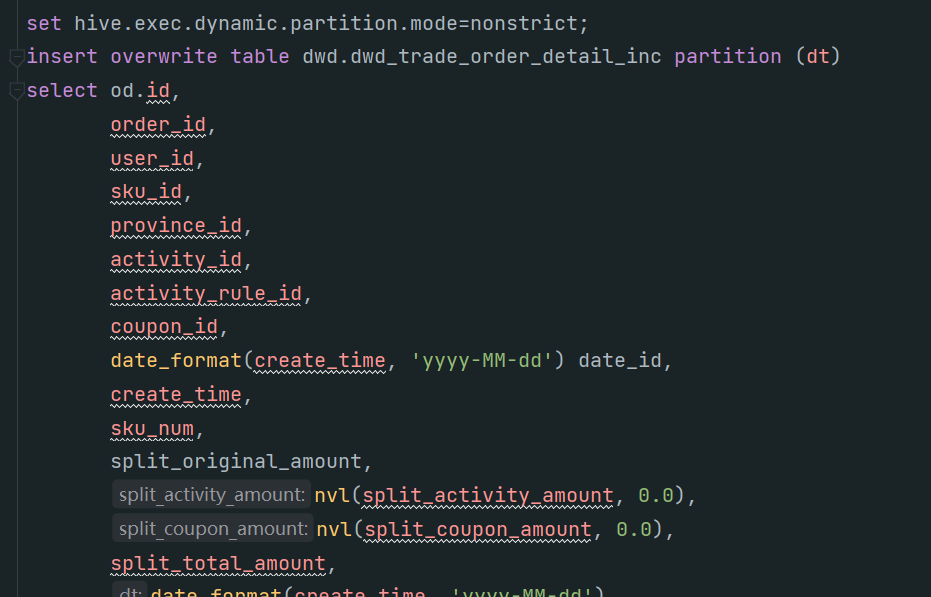 set hive.exec.dynamic.partition.mode=nonstrict;
insert overwrite table dwd.dwd_trade_order_detail_inc partition (dt)
select od.id,
order_id,
user_id,
sku_id,
province_id,
activity_id,
activity_rule_id,
coupon_id,
date_format(create_time, 'yyyy-MM-dd') date_id,
create_time,
sku_num,
split_original_amount,
split_activity_amount: nvl(split_activity_amount, 0.0),
split_coupon_amount: nvl(split_coupon_amount, 0.0),
split_total_amount,
dt: date_format(create_time, 'yyyy-MM-dd')